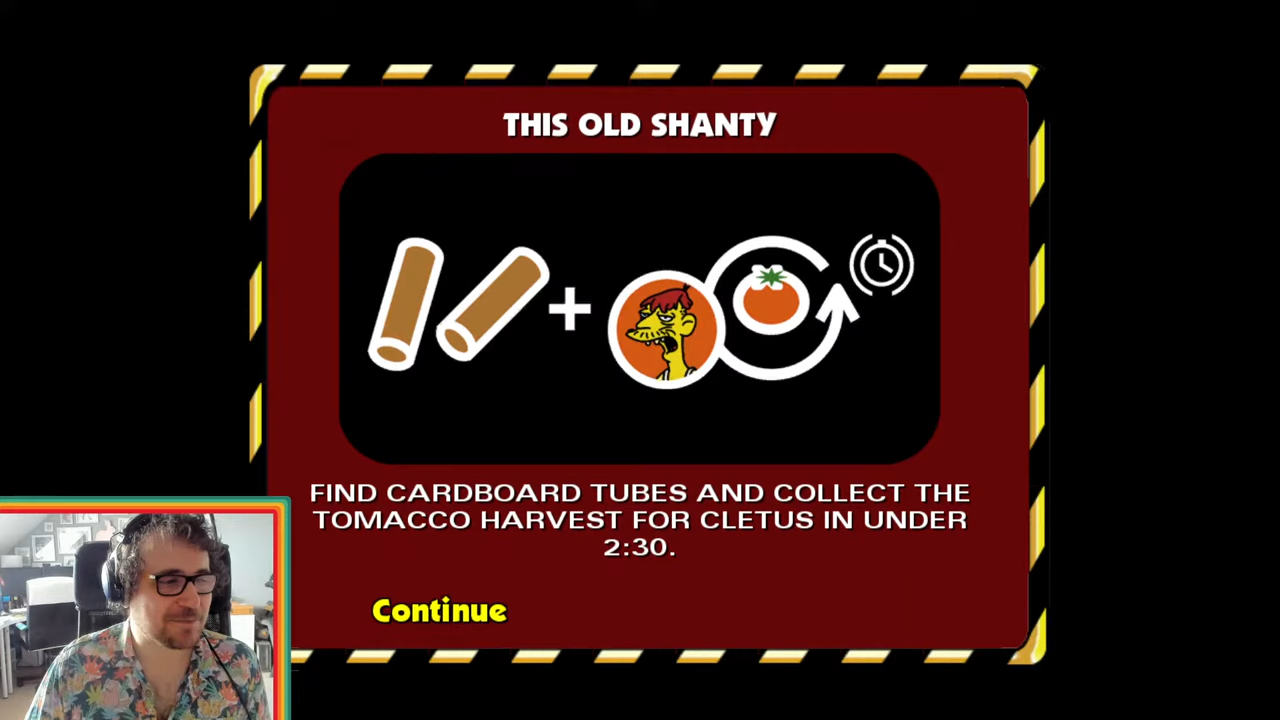 THIS OLD SHANTY
+
FIND CARDBOARD TUBES AND COLLECT THE
TOMACCO HARVEST FOR CLETUS IN UNDER
2:30.
Continue